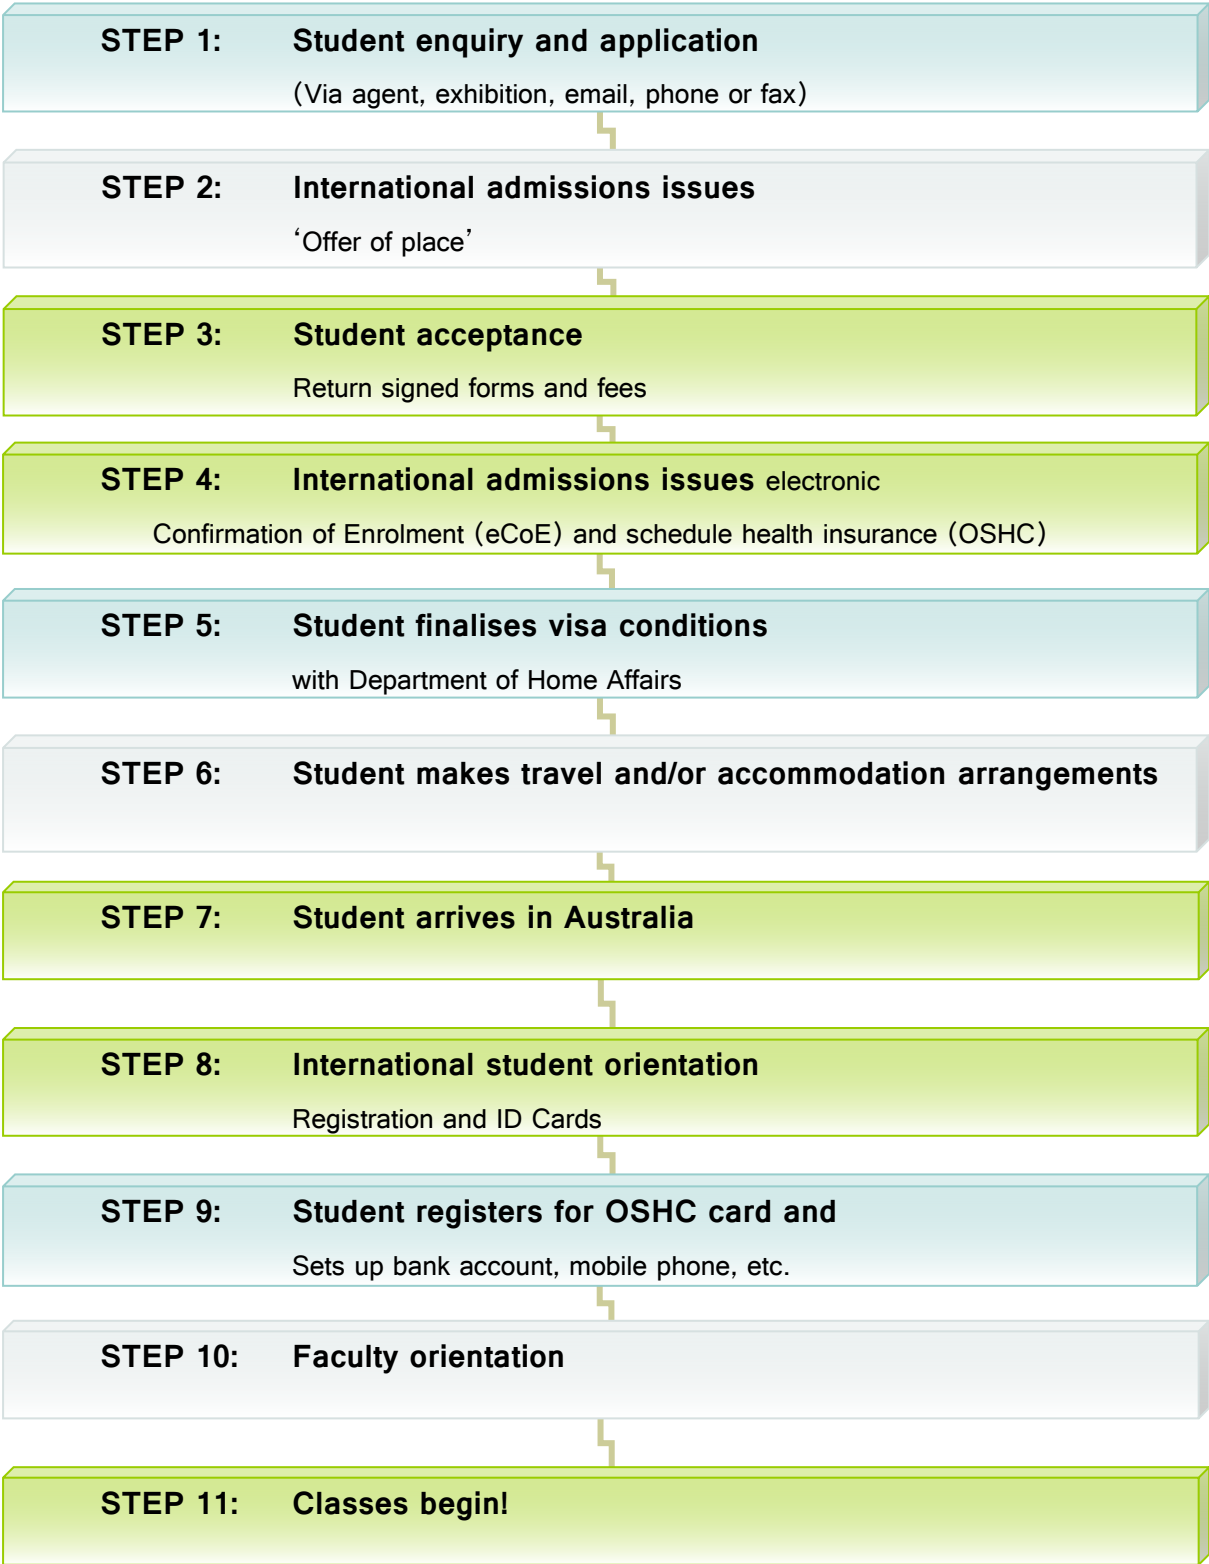 STEP 1: Student enquiry and application
(Via agent, exhibition, email, phone or fax)
STEP 2: International admissions issues
‘Offer of place’
STEP 3: Student acceptance
Return signed forms and fees
STEP 4: International admissions issues electronic
Confirmation of Enrolment (eCoE) and schedule health insurance (OSHC)
STEP 5: Student finalises visa conditions
with Department of Home Affairs
STEP 6: Student makes travel and/or accommodation arrangements
STEP 7: Student arrives in Australia
STEP 8: International student orientation
Registration and ID Cards
STEP 9: Student registers for OSHC card and
Sets up bank account, mobile phone, etc.
STEP 10: Faculty orientation
STEP 11: Classes begin!